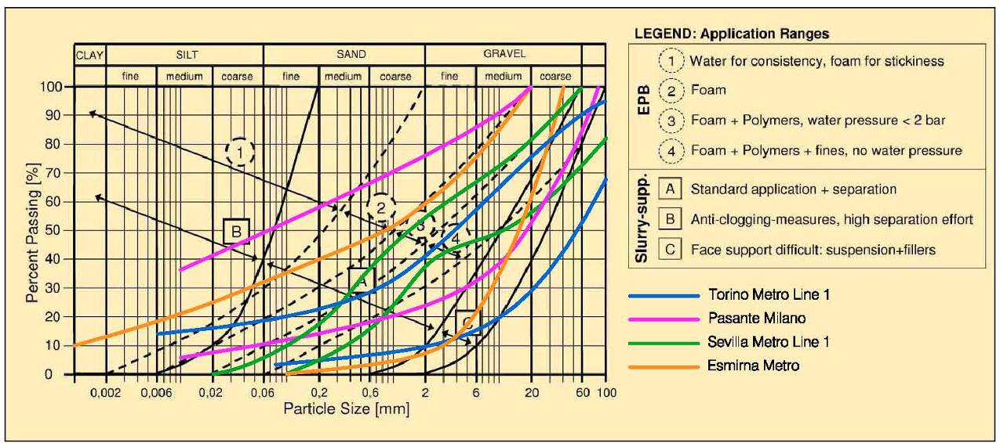 LEGEND: Application Ranges
CLAY SILT SAND GRAVEL
fine medium coarse fine medium coarse fine medium coarse
Percent Passing [%]
100
90
80
70
60
50
40
30
20
10
0
1
2
3
4
A
B
C
0,002 0,006 0,02 0.06 0,2 0,6 2 6 20 60 100
Particle Size [mm]
EPB
1 Water for consistency, foam for stickiness
2 Foam
3 Foam + Polymers, water pressure < 2 bar
4 Foam + Polymers + fines, no water pressure
Slurry-supp.
A Standard application + separation
B Anti-clogging-measures, high separation effort
C Face support difficult: suspension+fillers
Torino Metro Line 1
Pasante Milano
Sevilla Metro Line 1
Esmirna Metro